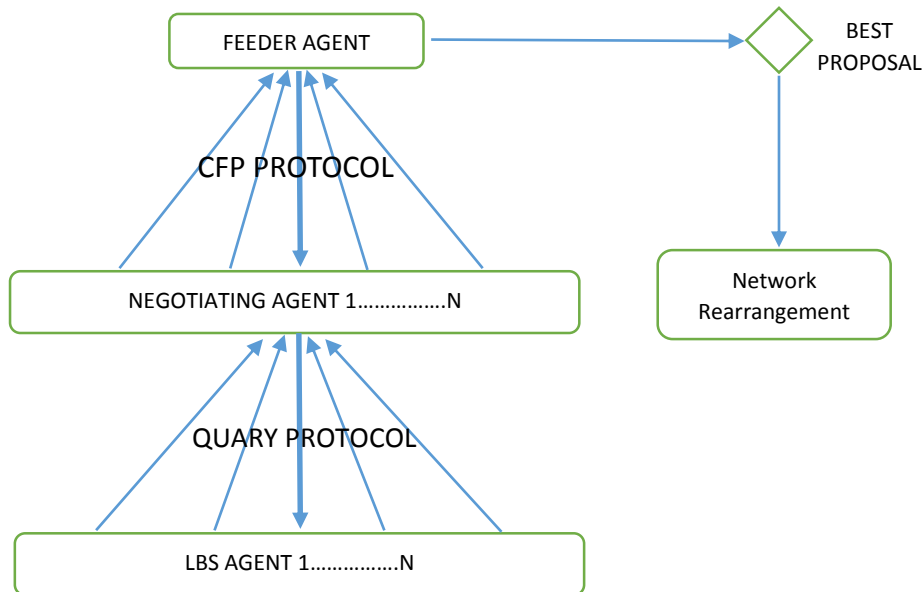 FEEDER AGENT
BEST
PROPOSAL
CFP PROTOCOL
NEGOTIATING AGENT 1…………….N
Network
Rearrangement
QUARY PROTOCOL
LBS AGENT 1…………….N